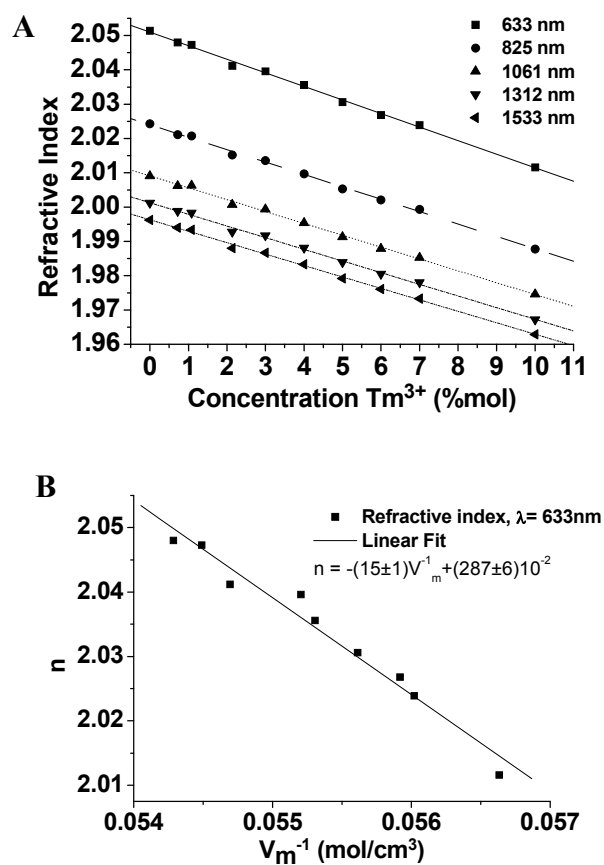 A
2.05
2.04
2.03
2.02
2.01
2.00
1.99
1.98
1.97
1.96
Refractive Index
633 nm
825 nm
1061 nm
1312 nm
1533 nm
0 1 2 3 4 5 6 7 8 9 10 11
Concentration Tm³⁺ (%mol)
B
2.05
2.04
2.03
2.02
2.01
n
Refractive index, λ= 633nm
Linear Fit
n = -(15±1)V⁻¹ₘ+(287±6)10⁻²
0.054 0.055 0.056 0.057
Vₘ⁻¹ (mol/cm³)